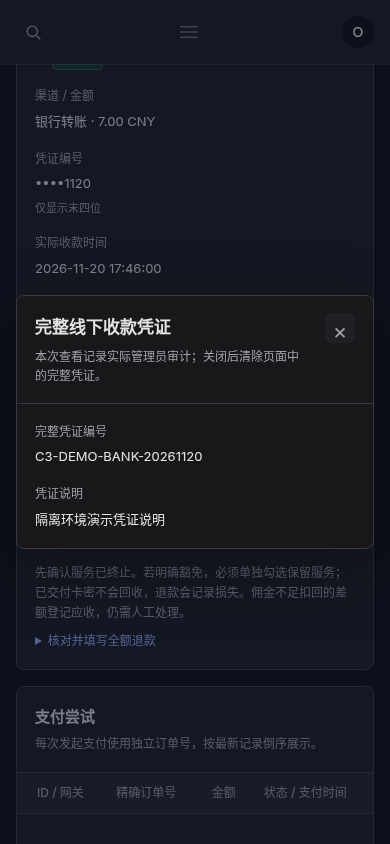 O
渠道 / 金额
银行转账 · 7.00 CNY
凭证编号
••••1120
仅显示末四位
实际收款时间
2026-11-20 17:46:00
完整线下收款凭证
本次查看记录实际管理员审计；关闭后清除页面中
的完整凭证。
完整凭证编号
C3-DEMO-BANK-20261120
凭证说明
隔离环境演示凭证说明
先确认服务已终止。若明确豁免，必须单独勾选保留服务；
已交付卡密不会回收，退款会记录损失。佣金不足扣回的差
额登记应收，仍需人工处理。
核对并填写全额退款
支付尝试
每次发起支付使用独立订单号，按最新记录倒序展示。
ID / 网关 精确订单号 金额 状态 / 支付时间